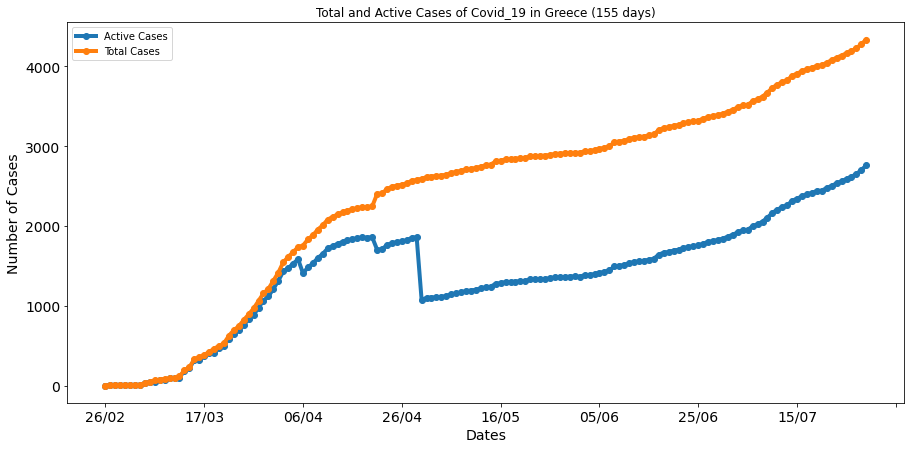 Total and Active Cases of Covid_19 in Greece (155 days)
Active Cases
Total Cases
Number of Cases
4000
3000
2000
1000
0
26/02 17/03 06/04 26/04 16/05 05/06 25/06 15/07
Dates